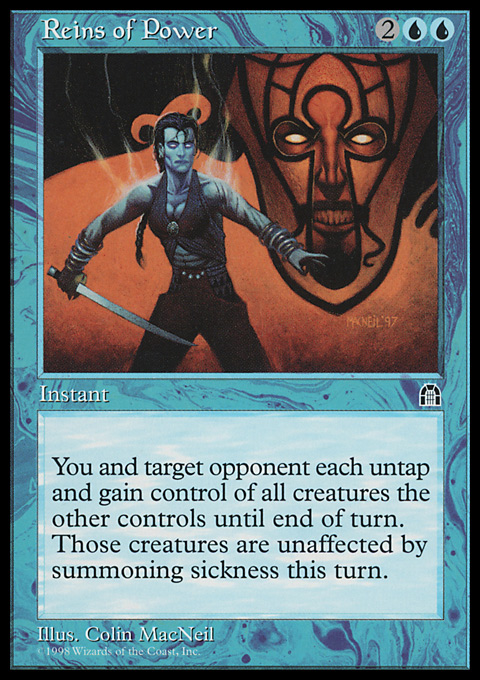 Reins of Power 2
MACNEIL '97
Instant
You and target opponent each untap
and gain control of all creatures the
other controls until end of turn.
Those creatures are unaffected by
summoning sickness this turn.
Illus. Colin MacNeil
©1998 Wizards of the Coast, Inc.